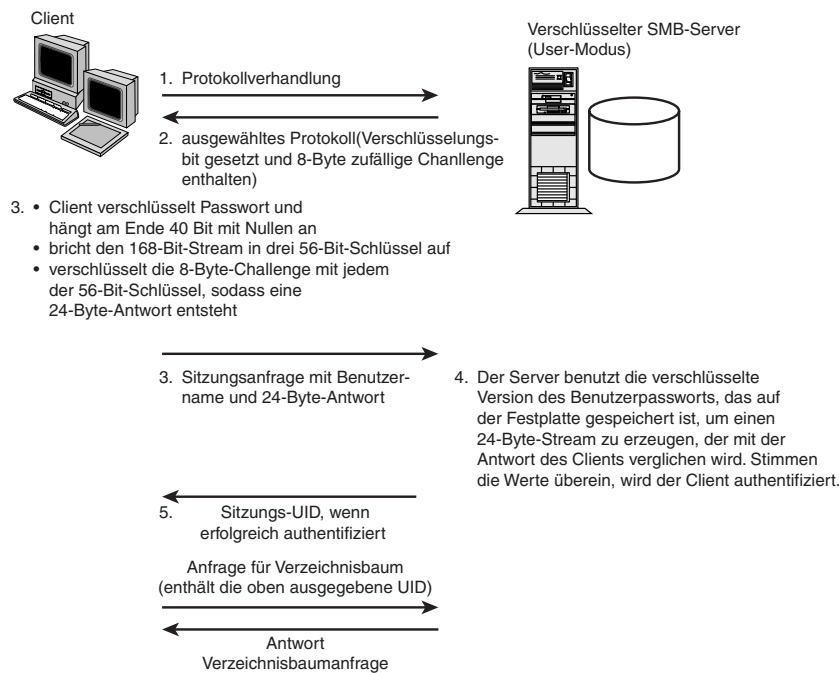 Client
Verschlüsselter SMB-Server
(User-Modus)
1. Protokollverhandlung
2. ausgewähltes Protokoll(Verschlüsselungs-
bit gesetzt und 8-Byte zufällige Chanllenge
enthalten)
3. • Client verschlüsselt Passwort und
hängt am Ende 40 Bit mit Nullen an
• bricht den 168-Bit-Stream in drei 56-Bit-Schlüssel auf
• verschlüsselt die 8-Byte-Challenge mit jedem
der 56-Bit-Schlüssel, sodass eine
24-Byte-Antwort entsteht
3. Sitzungsanfrage mit Benutzer-
name und 24-Byte-Antwort
4. Der Server benutzt die verschlüsselte
Version des Benutzerpassworts, das auf
der Festplatte gespeichert ist, um einen
24-Byte-Stream zu erzeugen, der mit der
Antwort des Clients verglichen wird. Stimmen
die Werte überein, wird der Client authentifiziert.
5. Sitzungs-UID, wenn
erfolgreich authentifiziert
Anfrage für Verzeichnisbaum
(enthält die oben ausgegebene UID)
Antwort
Verzeichnisbaumanfrage